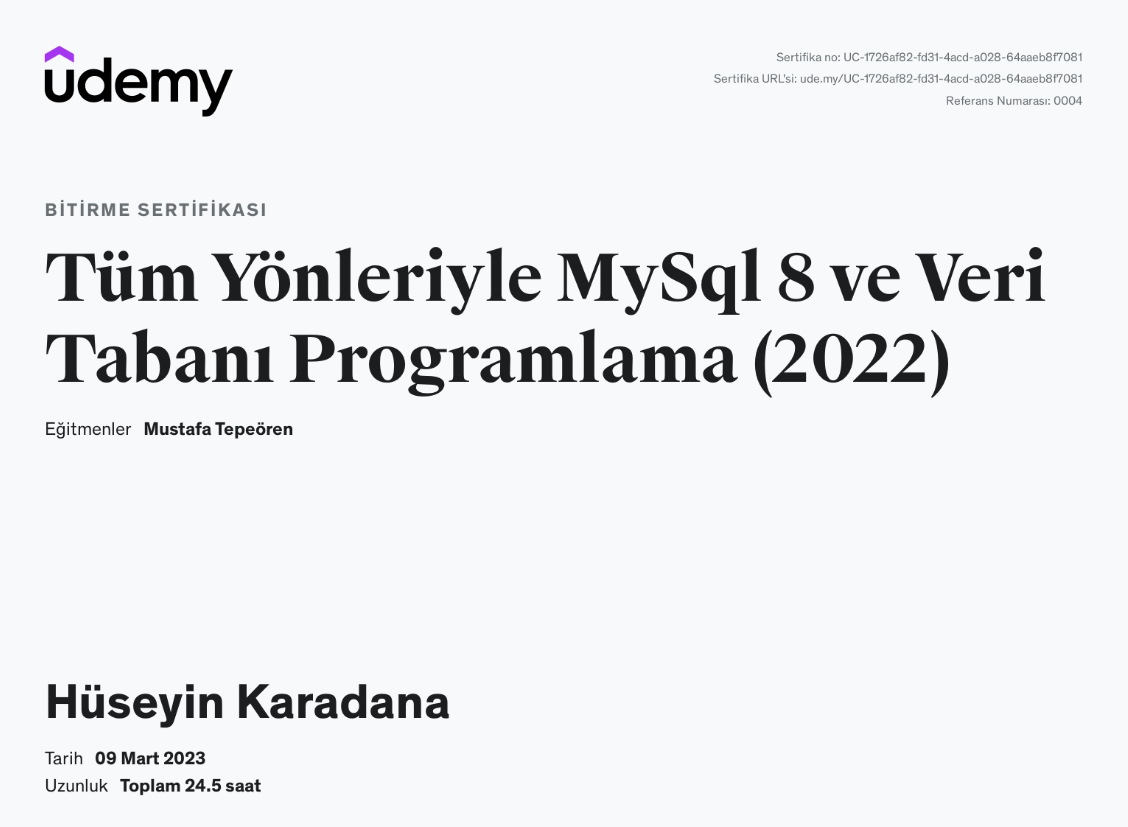 udemy
Sertifika no: UC-1726af82-fd31-4acd-a028-64aaeb8f7081
Sertifika URL'si: ude.my/UC-1726af82-fd31-4acd-a028-64aaeb8f7081
Referans Numarası: 0004
BİTİRME SERTİFİKASI
Tüm Yönleriyle MySql 8 ve Veri
Tabanı Programlama (2022)
Eğitmenler Mustafa Tepeören
Hüseyin Karadana
Tarih 09 Mart 2023
Uzunluk Toplam 24.5 saat